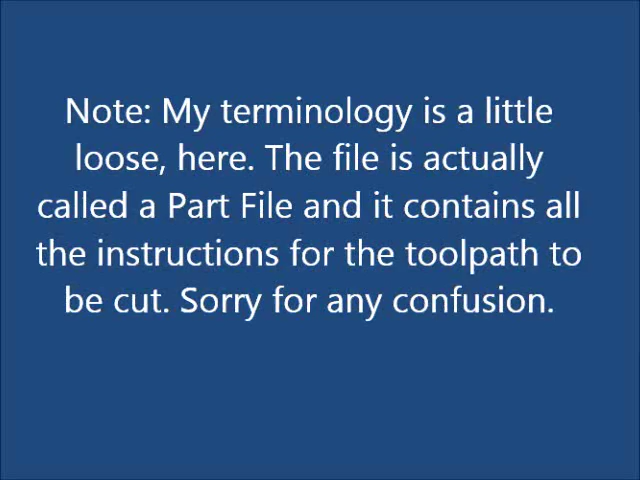 Note: My terminology is a little
loose, here. The file is actually
called a Part File and it contains all
the instructions for the toolpath to
be cut. Sorry for any confusion.